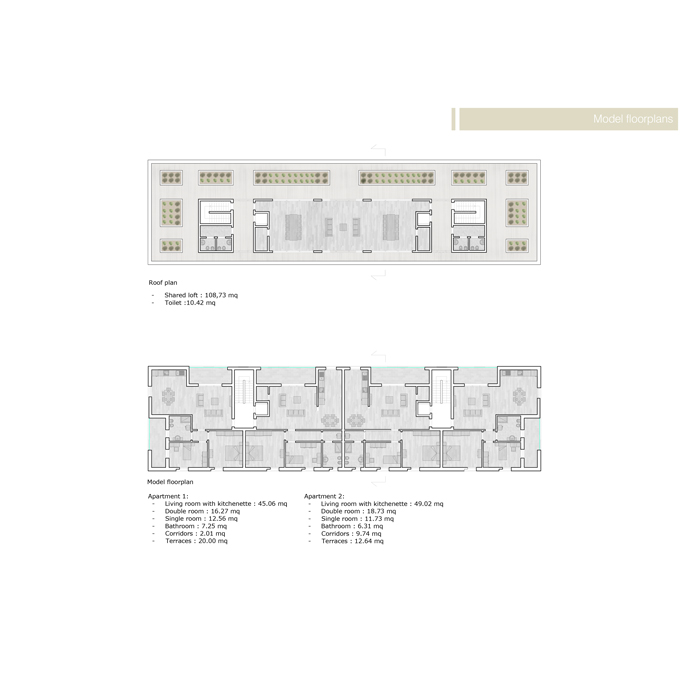 Model floorplans
Roof plan
- Shared loft : 108,73 mq
- Toilet :10.42 mq
Model floorplan
Apartment 1:
- Living room with kitchenette : 45.06 mq
- Double room : 16.27 mq
- Single room : 12.56 mq
- Bathroom : 7.25 mq
- Corridors : 2.01 mq
- Terraces : 20.00 mq
Apartment 2:
- Living room with kitchenette : 49.02 mq
- Double room : 18.73 mq
- Single room : 11.73 mq
- Bathroom : 6.31 mq
- Corridors : 9.74 mq
- Terraces : 12.64 mq